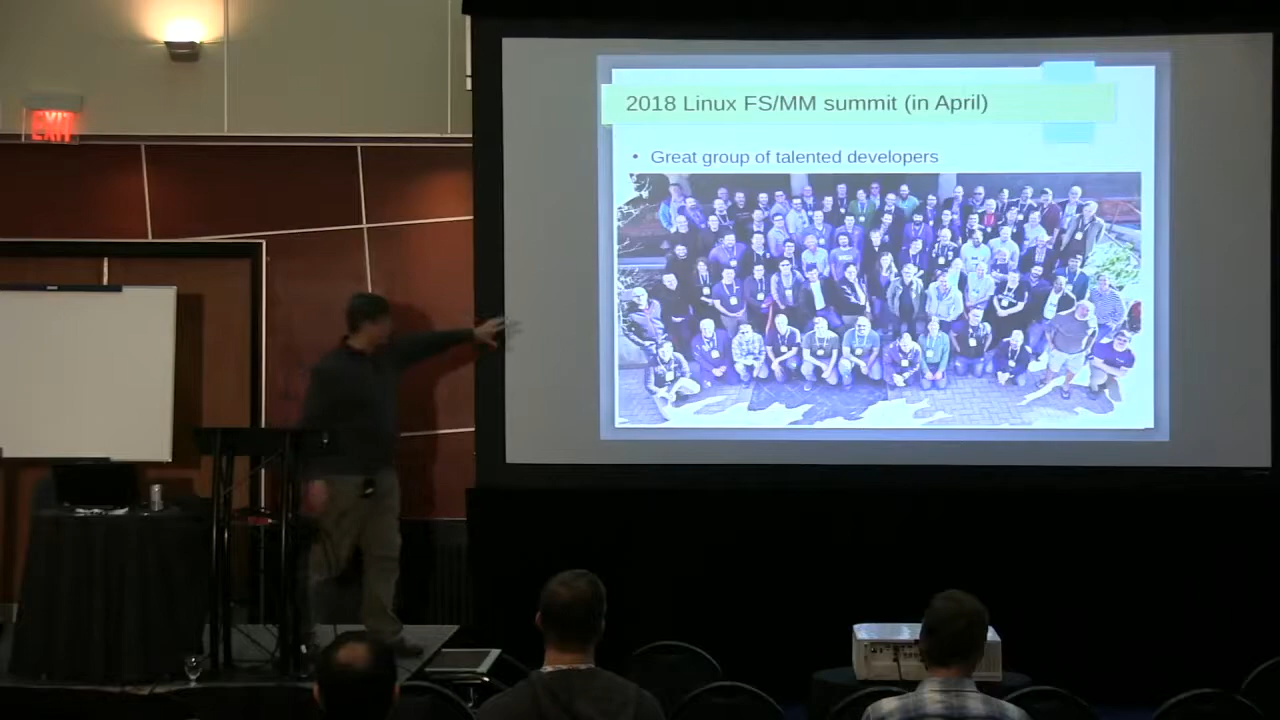 EXIT
2018 Linux FS/MM summit (in April)
• Great group of talented developers